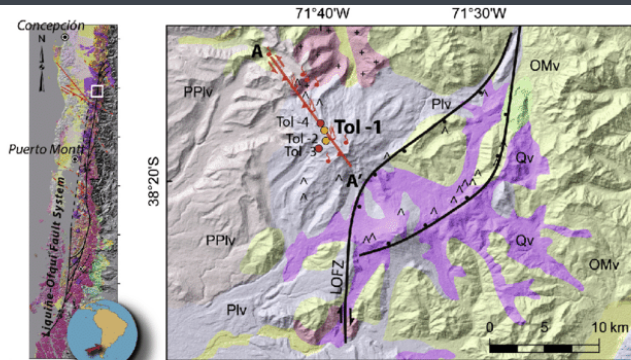 Concepción
N
Puerto Montt
Liquiñe-Ofqui Fault System
71°40'W
71°30'W
38°20'S
A
PPlv
Plv
OMv
Tol -4
Tol -1
Tol -2
Tol -3
A'
Qv
PPlv
Qv
LOFZ
OMv
Plv
0 5 10 km